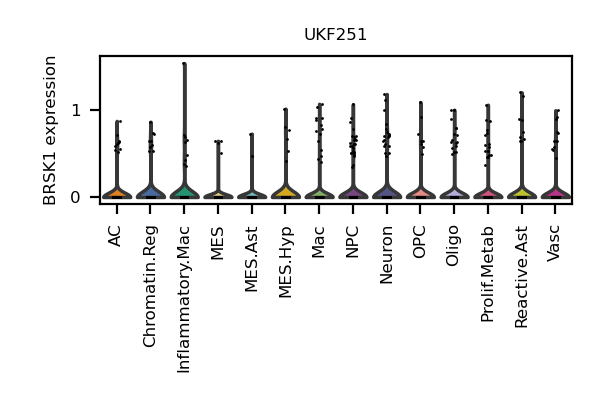 UKF251
BRSK1 expression
1
0
AC
Chromatin.Reg
Inflammatory.Mac
MES
MES.Ast
MES.Hyp
Mac
NPC
Neuron
OPC
Oligo
Prolif.Metab
Reactive.Ast
Vasc